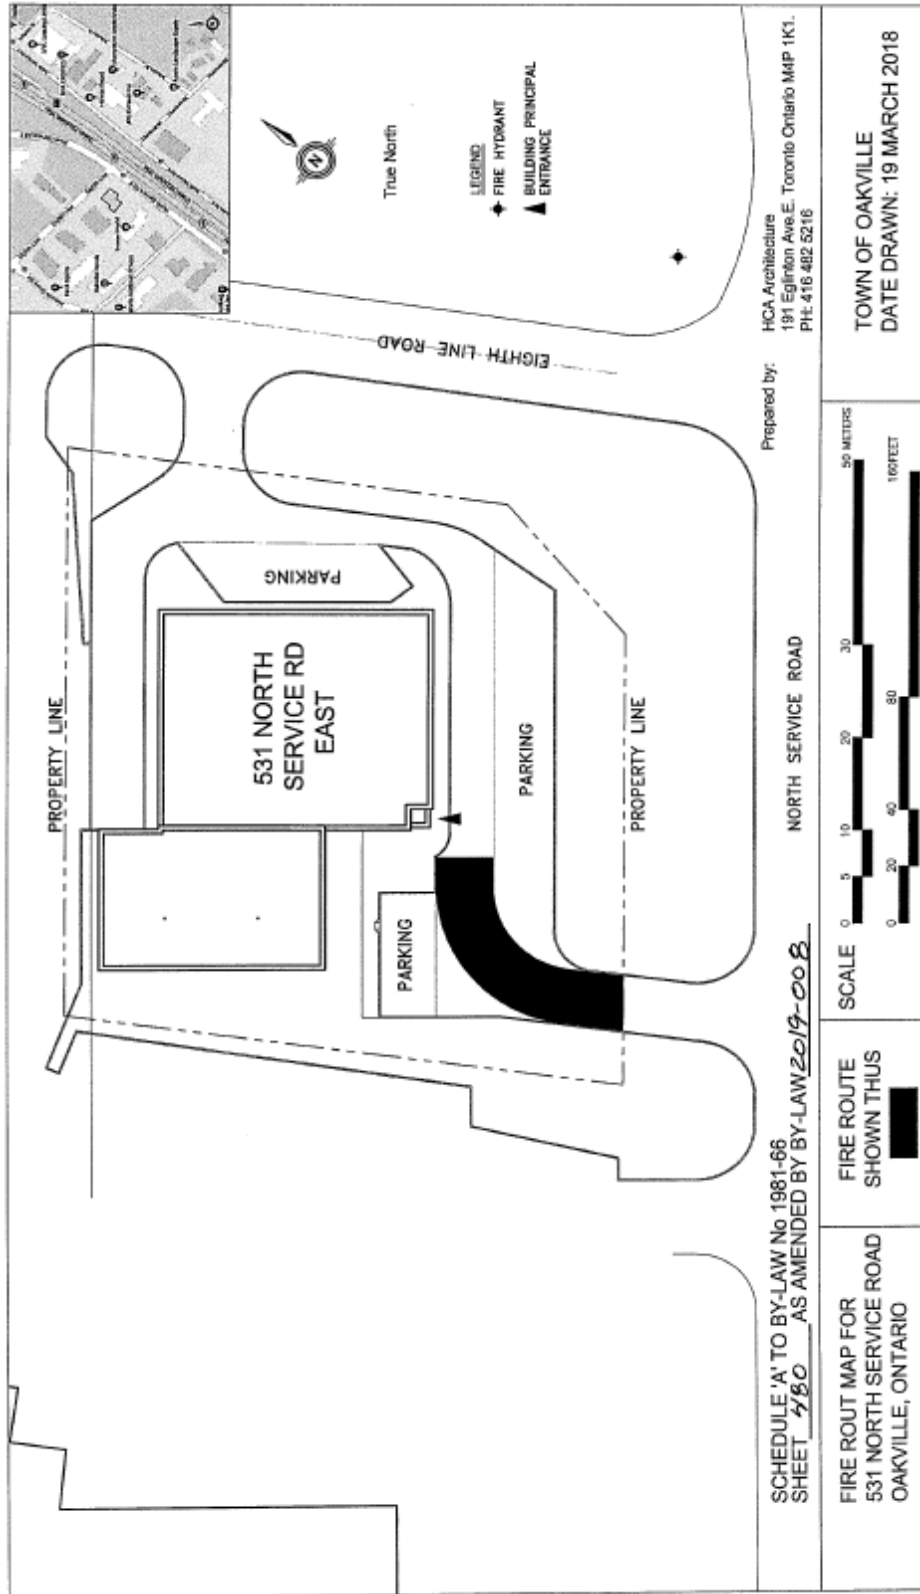 True North
LEGEND
FIRE HYDRANT
BUILDING PRINCIPAL
ENTRANCE
EIGHTH LINE ROAD
PROPERTY LINE
PARKING
531 NORTH
SERVICE RD
EAST
PARKING
PARKING
PROPERTY LINE
NORTH SERVICE ROAD
Prepared by:
HCA Architecture
191 Eglinton Ave.E. Toronto Ontario M4P 1K1.
PH: 416 482 5216
SCHEDULE 'A' TO BY-LAW No 1981-66
SHEET 480 AS AMENDED BY BY-LAW 2019-008
FIRE ROUT MAP FOR
531 NORTH SERVICE ROAD
OAKVILLE, ONTARIO
FIRE ROUTE
SHOWN THUS
SCALE
0 5 10 20 30 50 METERS
0 20 40 80 160FEET
TOWN OF OAKVILLE
DATE DRAWN: 19 MARCH 2018
N